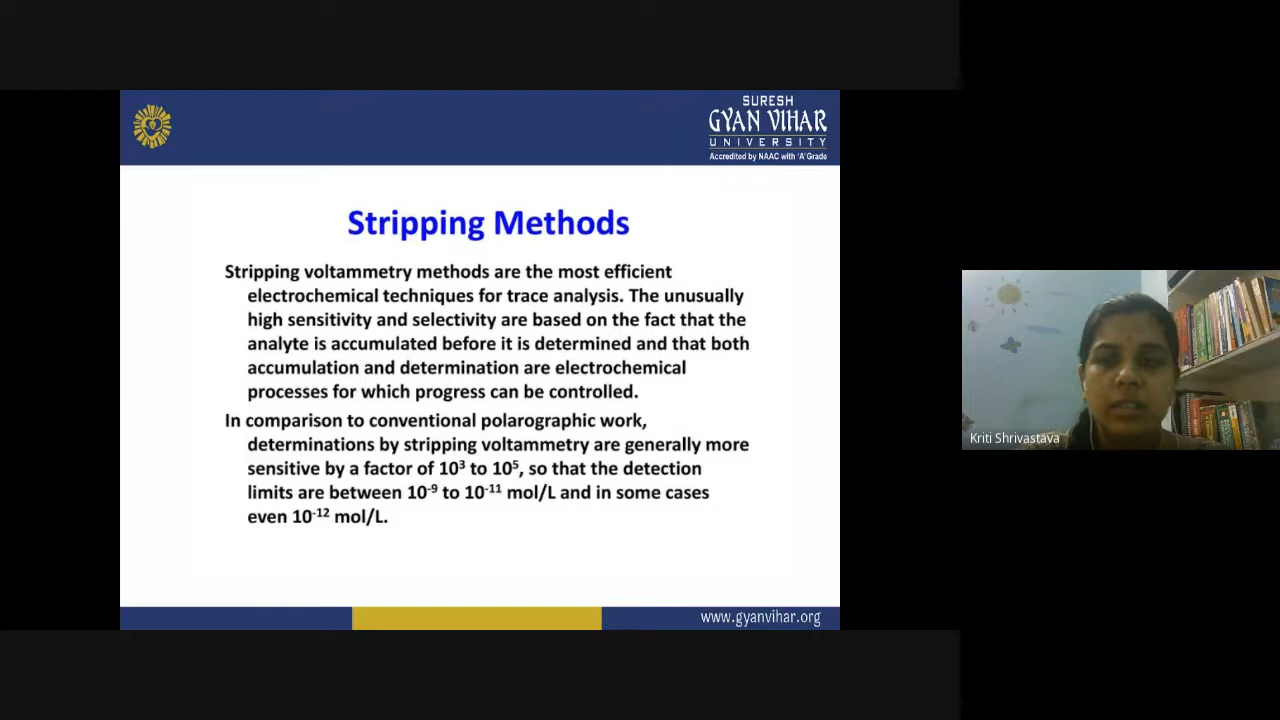 SURESH
GYAN VIHAR
UNIVERSITY
Accredited by NAAC with 'A' Grade
Stripping Methods
Stripping voltammetry methods are the most efficient
electrochemical techniques for trace analysis. The unusually
high sensitivity and selectivity are based on the fact that the
analyte is accumulated before it is determined and that both
accumulation and determination are electrochemical
processes for which progress can be controlled.
In comparison to conventional polarographic work,
determinations by stripping voltammetry are generally more
sensitive by a factor of 10³ to 10⁵, so that the detection
limits are between 10⁻⁹ to 10⁻¹¹ mol/L and in some cases
even 10⁻¹² mol/L.
www.gyanvihar.org
Kriti Shrivastava